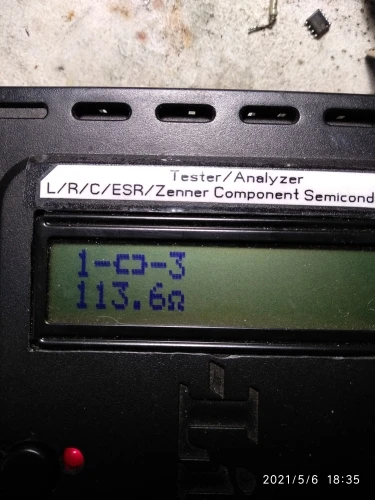 Tester/Analyzer
L/R/C/ESR/Zenner Component Semicond
1-▭-3
113.6Ω
2021/5/6 18:35